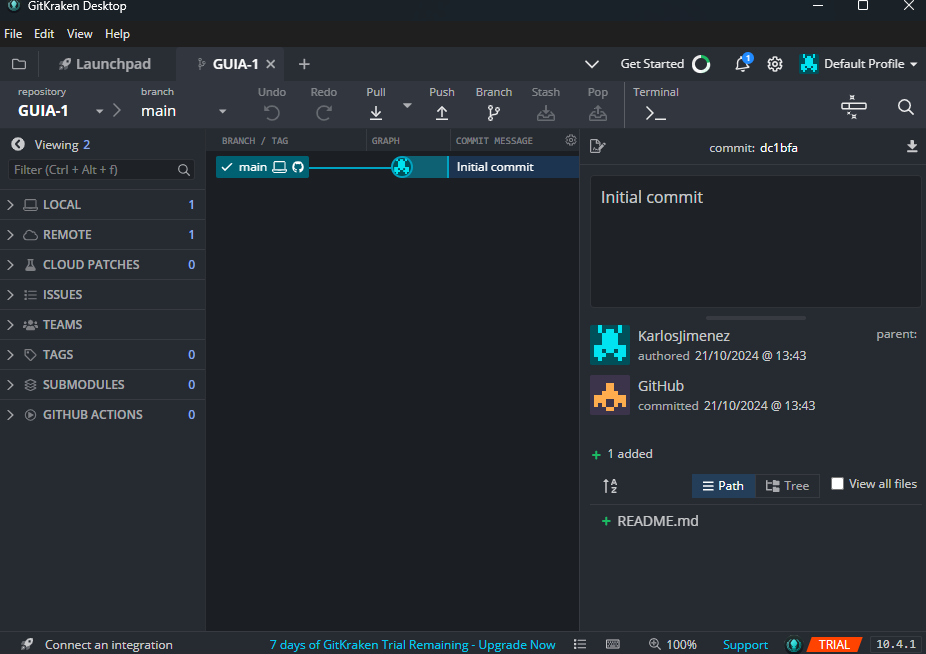 GitKraken Desktop
File Edit View Help
Launchpad GUIA-1 Get Started 1 Default Profile
repository branch Undo Redo Pull Push Branch Stash Pop Terminal
GUIA-1 main
Viewing 2
Filter (Ctrl + Alt + f)
LOCAL 1
REMOTE 1
CLOUD PATCHES 0
ISSUES
TEAMS
TAGS 0
SUBMODULES 0
GITHUB ACTIONS 0
BRANCH / TAG GRAPH COMMIT MESSAGE
main Initial commit
commit: dc1bfa
Initial commit
KarlosJimenez parent:
authored 21/10/2024 @ 13:43
GitHub
committed 21/10/2024 @ 13:43
+ 1 added
Path Tree View all files
+ README.md
Connect an integration 7 days of GitKraken Trial Remaining - Upgrade Now 100% Support TRIAL 10.4.1